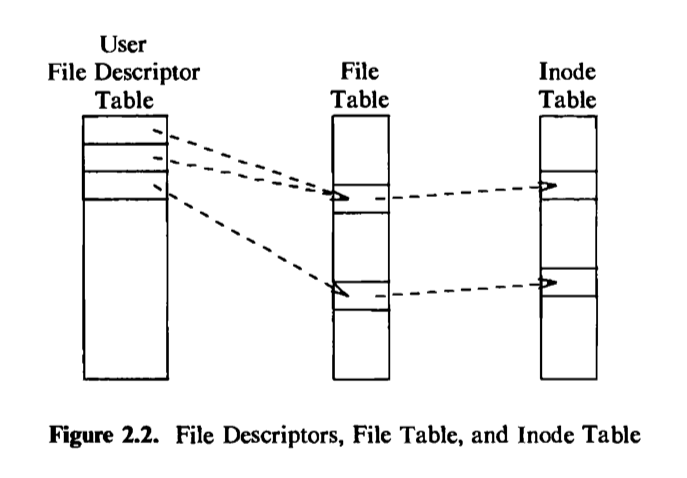 User
File Descriptor
Table
File
Table
Inode
Table
Figure 2.2. File Descriptors, File Table, and Inode Table